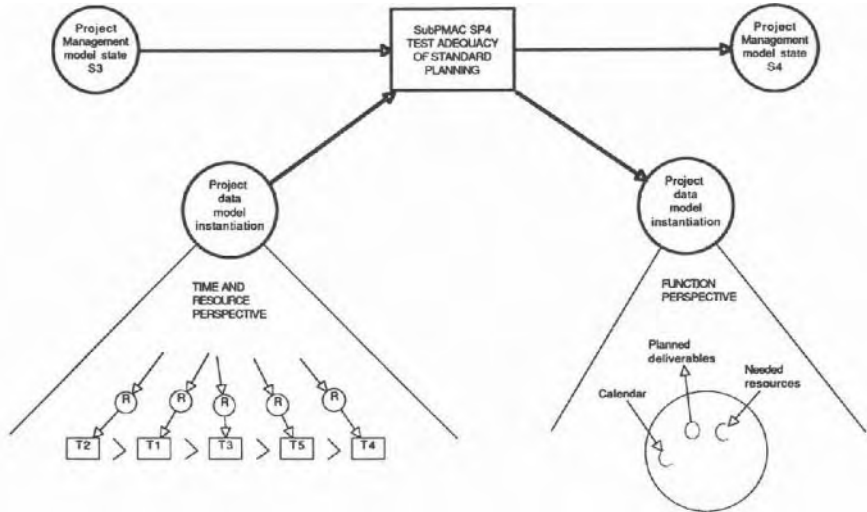 Project
Management
model state
S3
SubPMAC SP4
TEST ADEQUACY
OF STANDARD
PLANNING
Project
Management
model state
S4
Project
data
model
instantiation
Project
data
model
instantiation
TIME AND
RESOURCE
PERSPECTIVE
FUNCTION
PERSPECTIVE
Planned
deliverables
Needed
resources
Calendar
R R R R R
T2 > T1 > T3 > T5 > T4